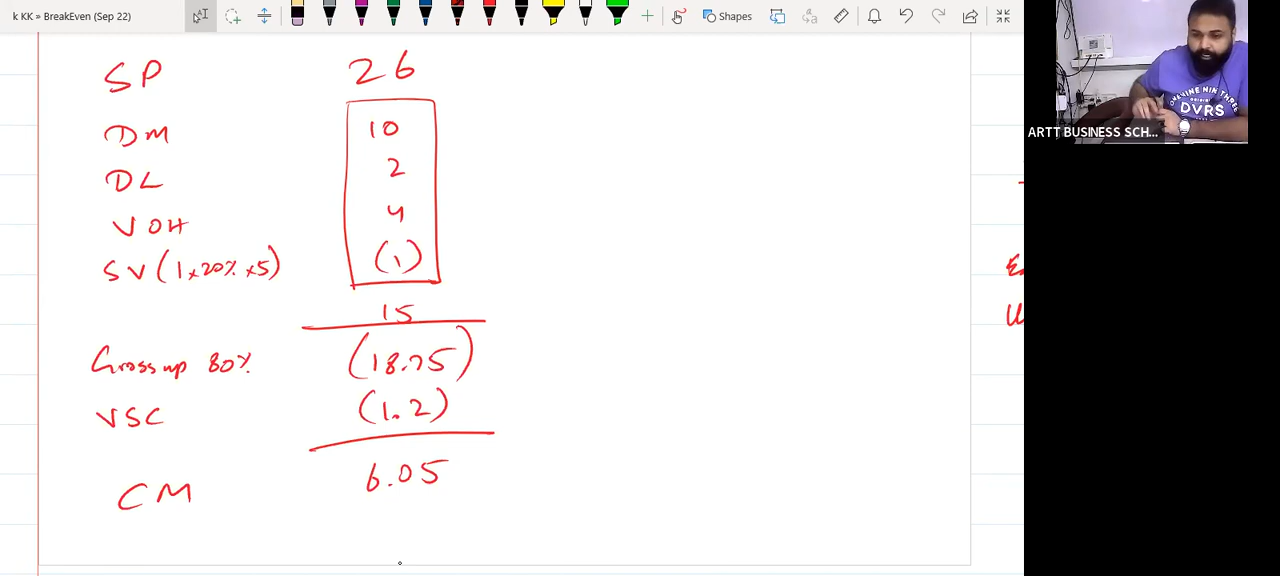 k KK » BreakEven (Sep 22)
Shapes
SP 26
DM 10
DL 2
VOH 4
SV (1×20%×5) (1)
15
Gross up 80% (18.75)
VSC (1.2)
CM 6.05
DVRS
ARTT BUSINESS SCH...